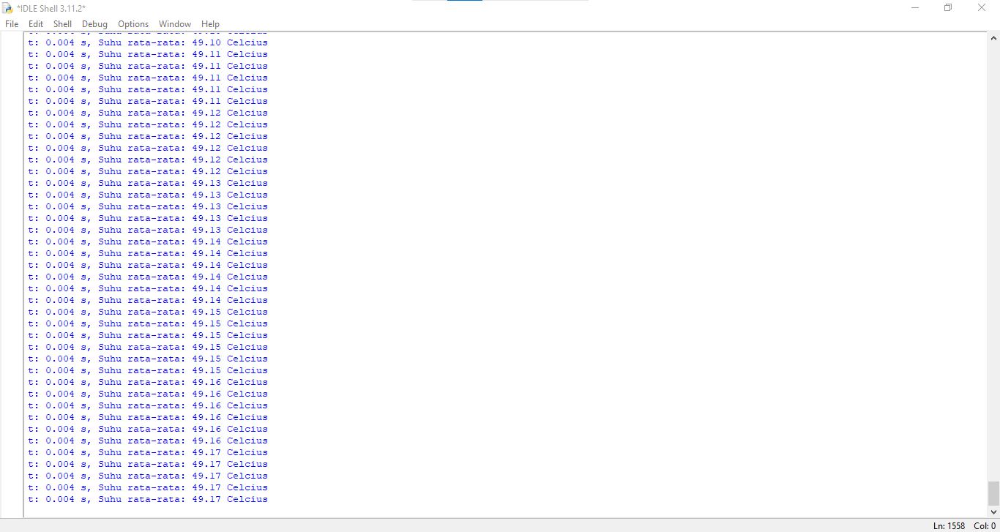 *IDLE Shell 3.11.2*
File Edit Shell Debug Options Window Help
t: 0.004 s, Suhu rata-rata: 49.10 Celcius
t: 0.004 s, Suhu rata-rata: 49.11 Celcius
t: 0.004 s, Suhu rata-rata: 49.11 Celcius
t: 0.004 s, Suhu rata-rata: 49.11 Celcius
t: 0.004 s, Suhu rata-rata: 49.11 Celcius
t: 0.004 s, Suhu rata-rata: 49.11 Celcius
t: 0.004 s, Suhu rata-rata: 49.12 Celcius
t: 0.004 s, Suhu rata-rata: 49.12 Celcius
t: 0.004 s, Suhu rata-rata: 49.12 Celcius
t: 0.004 s, Suhu rata-rata: 49.12 Celcius
t: 0.004 s, Suhu rata-rata: 49.12 Celcius
t: 0.004 s, Suhu rata-rata: 49.12 Celcius
t: 0.004 s, Suhu rata-rata: 49.13 Celcius
t: 0.004 s, Suhu rata-rata: 49.13 Celcius
t: 0.004 s, Suhu rata-rata: 49.13 Celcius
t: 0.004 s, Suhu rata-rata: 49.13 Celcius
t: 0.004 s, Suhu rata-rata: 49.13 Celcius
t: 0.004 s, Suhu rata-rata: 49.14 Celcius
t: 0.004 s, Suhu rata-rata: 49.14 Celcius
t: 0.004 s, Suhu rata-rata: 49.14 Celcius
t: 0.004 s, Suhu rata-rata: 49.14 Celcius
t: 0.004 s, Suhu rata-rata: 49.14 Celcius
t: 0.004 s, Suhu rata-rata: 49.14 Celcius
t: 0.004 s, Suhu rata-rata: 49.15 Celcius
t: 0.004 s, Suhu rata-rata: 49.15 Celcius
t: 0.004 s, Suhu rata-rata: 49.15 Celcius
t: 0.004 s, Suhu rata-rata: 49.15 Celcius
t: 0.004 s, Suhu rata-rata: 49.15 Celcius
t: 0.004 s, Suhu rata-rata: 49.15 Celcius
t: 0.004 s, Suhu rata-rata: 49.16 Celcius
t: 0.004 s, Suhu rata-rata: 49.16 Celcius
t: 0.004 s, Suhu rata-rata: 49.16 Celcius
t: 0.004 s, Suhu rata-rata: 49.16 Celcius
t: 0.004 s, Suhu rata-rata: 49.16 Celcius
t: 0.004 s, Suhu rata-rata: 49.16 Celcius
t: 0.004 s, Suhu rata-rata: 49.17 Celcius
t: 0.004 s, Suhu rata-rata: 49.17 Celcius
t: 0.004 s, Suhu rata-rata: 49.17 Celcius
t: 0.004 s, Suhu rata-rata: 49.17 Celcius
t: 0.004 s, Suhu rata-rata: 49.17 Celcius
Ln: 1558 Col: 0